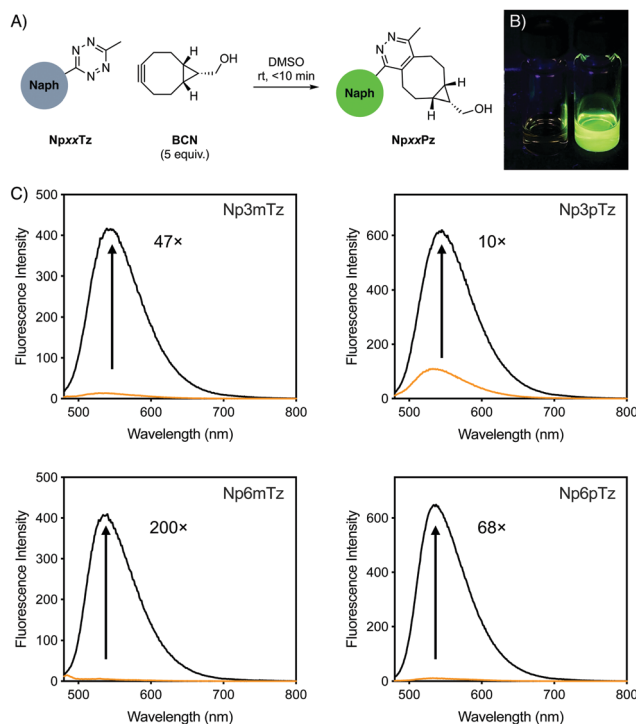 A)
B)
N
N
N
N
Naph
H
H
OH
DMSO
rt, <10 min
N
N
Naph
H
H
OH
NpxxTz
BCN
(5 equiv.)
NpxxPz
C)
Fluorescence Intensity
500
400
300
200
100
0
Np3mTz
47×
500
600
700
800
Wavelength (nm)
Fluorescence Intensity
600
400
200
0
Np3pTz
10×
500
600
700
800
Wavelength (nm)
Fluorescence Intensity
500
400
300
200
100
0
Np6mTz
200×
500
600
700
800
Wavelength (nm)
Fluorescence Intensity
600
400
200
0
Np6pTz
68×
500
600
700
800
Wavelength (nm)